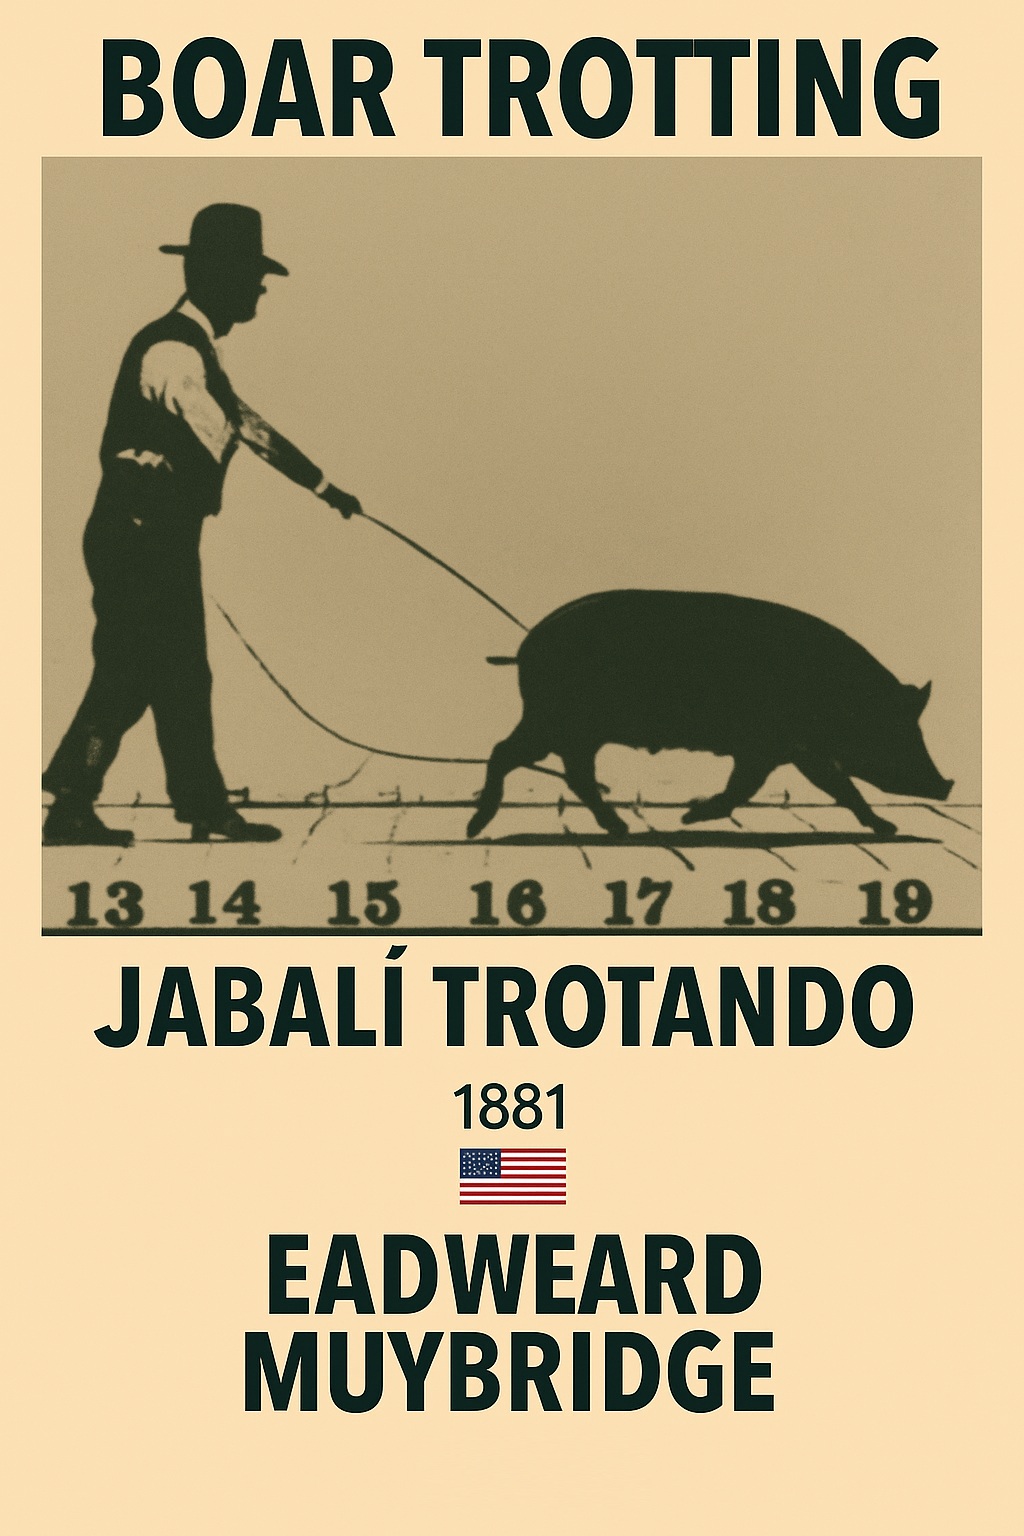 BOAR TROTTING
13 14 15 16 17 18 19
JABALÍ TROTANDO
1881
EADWEARD
MUYBRIDGE